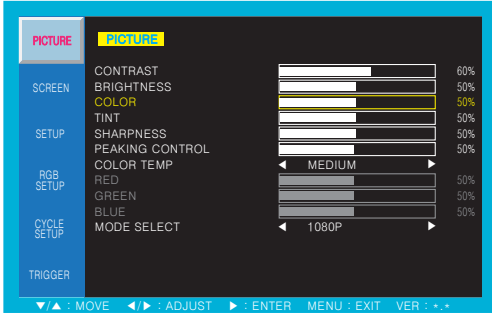 PICTURE
SCREEN
SETUP
RGB
SETUP
CYCLE
SETUP
TRIGGER
PICTURE
CONTRAST 60%
BRIGHTNESS 50%
COLOR 50%
TINT 50%
SHARPNESS 50%
PEAKING CONTROL 50%
COLOR TEMP ◀ MEDIUM ▶
RED 50%
GREEN 50%
BLUE 50%
MODE SELECT ◀ 1080P ▶
▼/▲ : MOVE ◀/▶ : ADJUST ▶ : ENTER MENU : EXIT VER : *.*